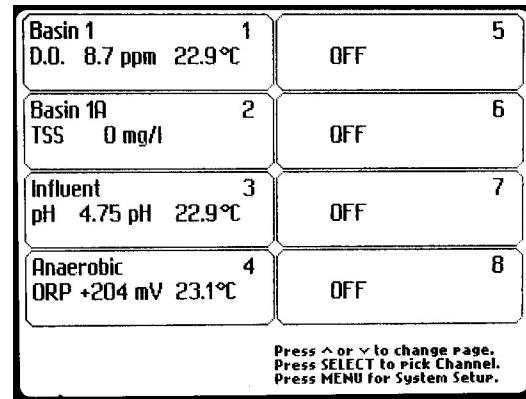 Basin 1 1
D.O. 8.7 ppm 22.9°C
5
OFF
Basin 1A 2
TSS 0 mg/l
6
OFF
Influent 3
pH 4.75 pH 22.9°C
7
OFF
Anaerobic 4
ORP +204 mV 23.1°C
8
OFF
Press ^ or ˅ to change page.
Press SELECT to pick Channel.
Press MENU for System Setup.